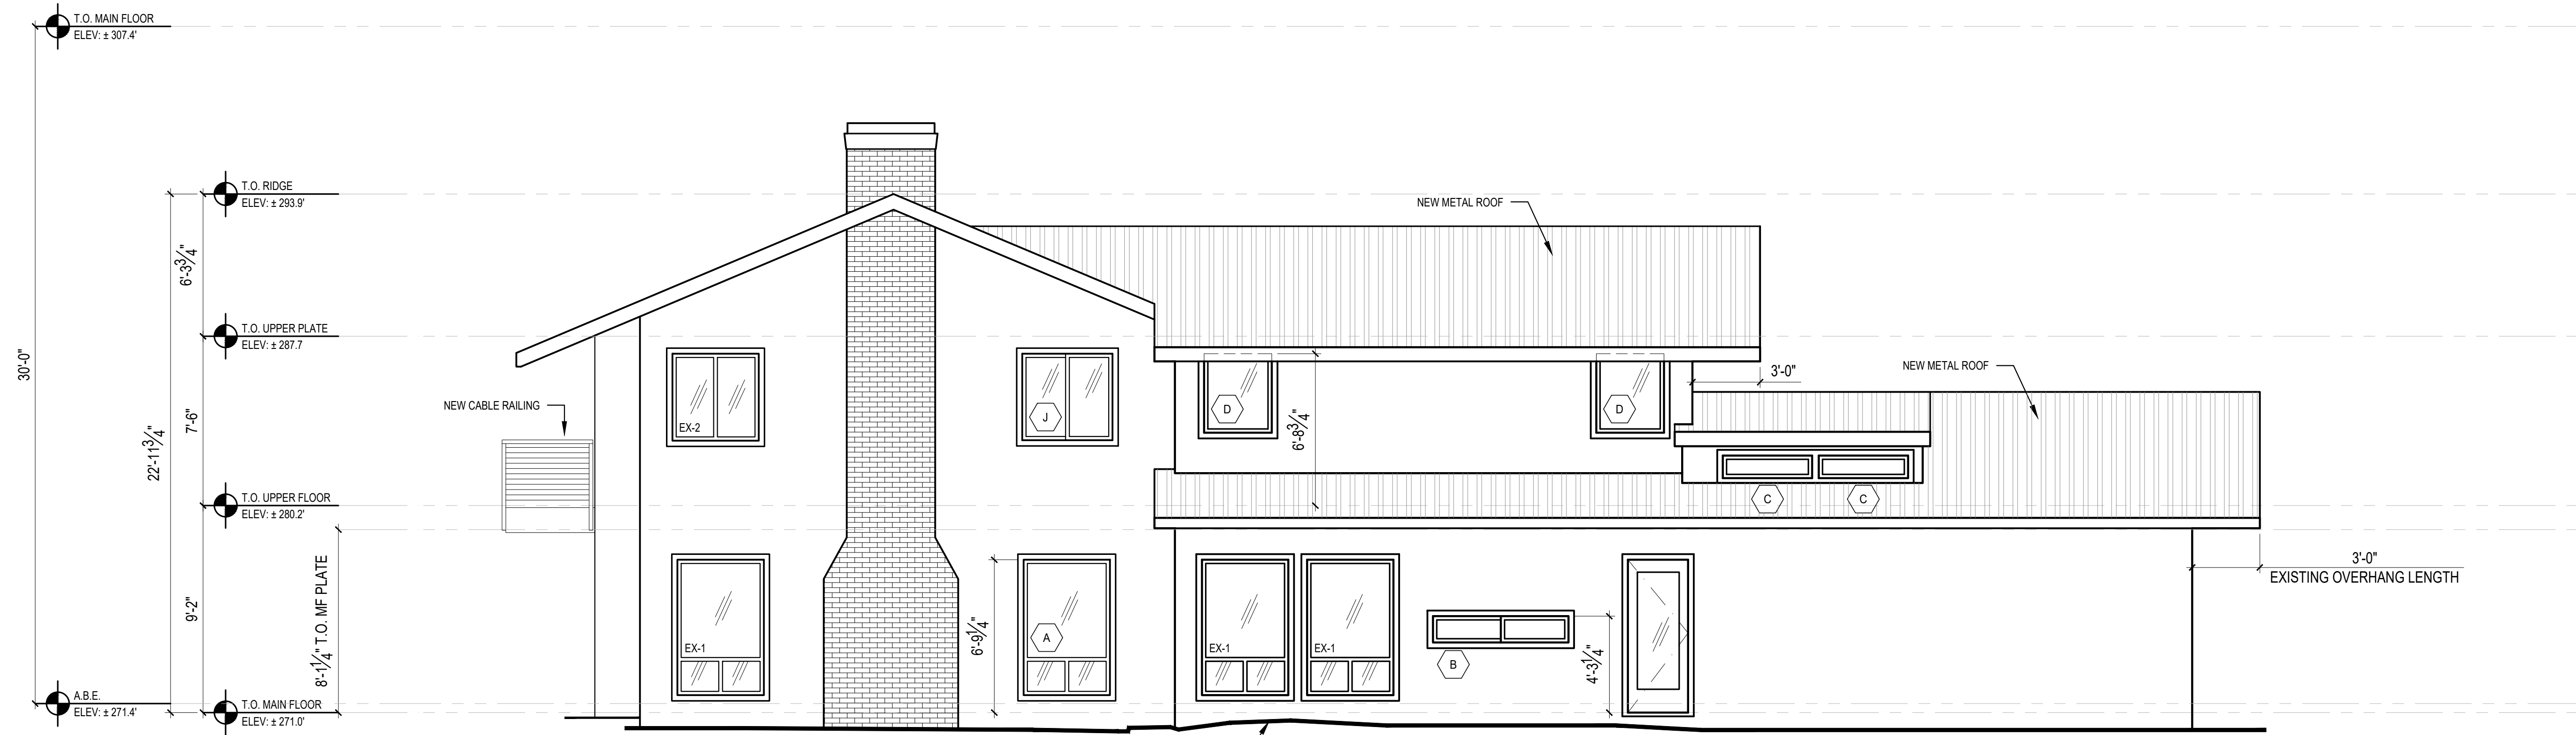 T.O. MAIN FLOOR
ELEV: ± 307.4'
T.O. RIDGE
ELEV: ± 293.9'
NEW METAL ROOF
6'-3 3/4"
T.O. UPPER PLATE
ELEV: ± 287.7
30'-0"
NEW METAL ROOF
3'-0"
NEW CABLE RAILING
EX-2
J
D
D
7'-6"
22'-11 3/4"
6'-8 3/4"
T.O. UPPER FLOOR
ELEV: ± 280.2'
C
C
3'-0"
EXISTING OVERHANG LENGTH
9'-2"
8'-1 1/4" T.O. MF PLATE
EX-1
6'-9 1/4"
A
EX-1
EX-1
B
4'-3 1/4"
A.B.E.
ELEV: ± 271.4'
T.O. MAIN FLOOR
ELEV: ± 271.0'